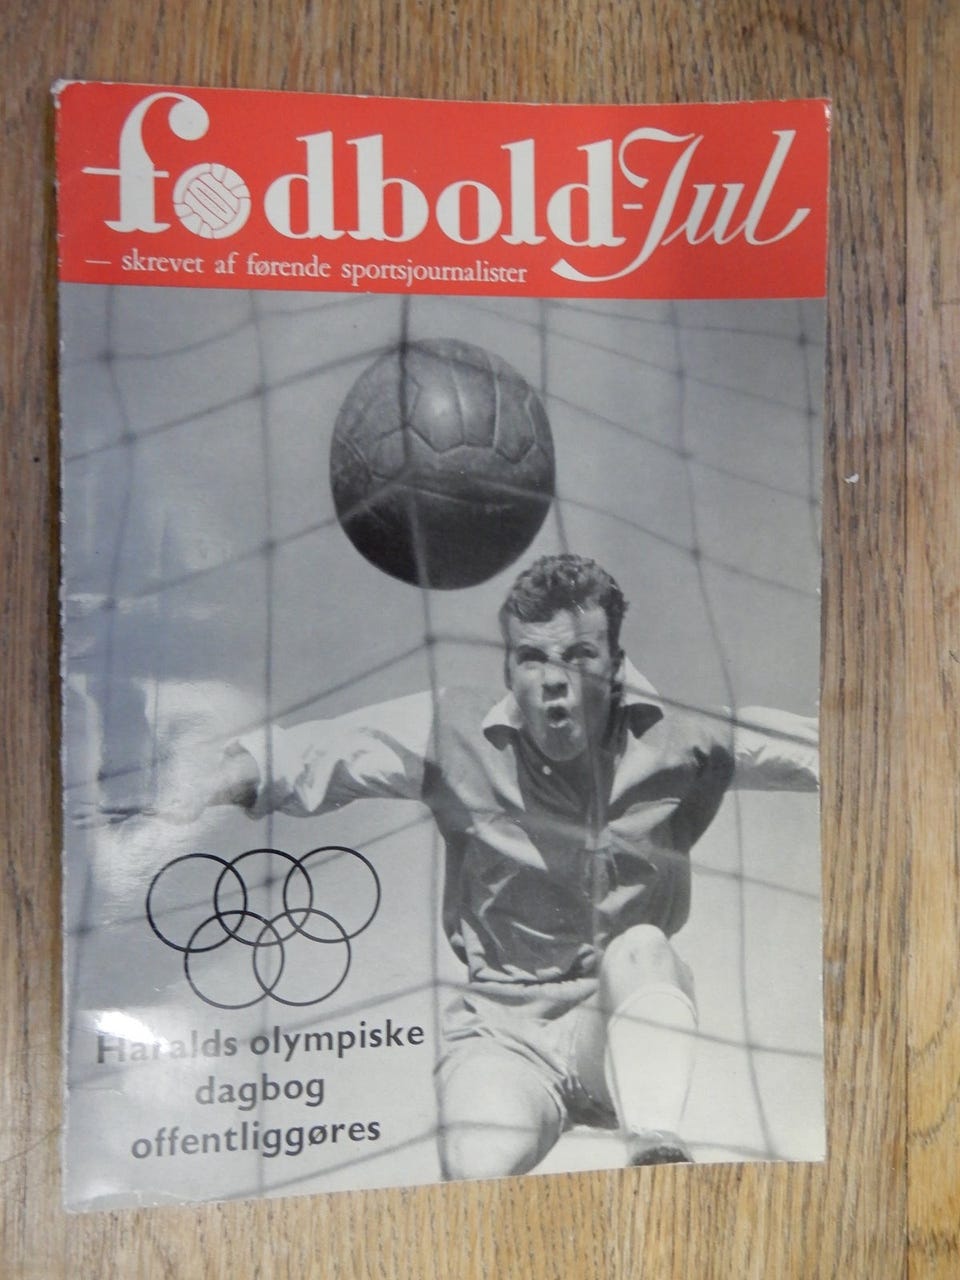 fodbold-Jul
— skrevet af førende sportsjournalister
Haralds olympiske
dagbog
offentliggøres